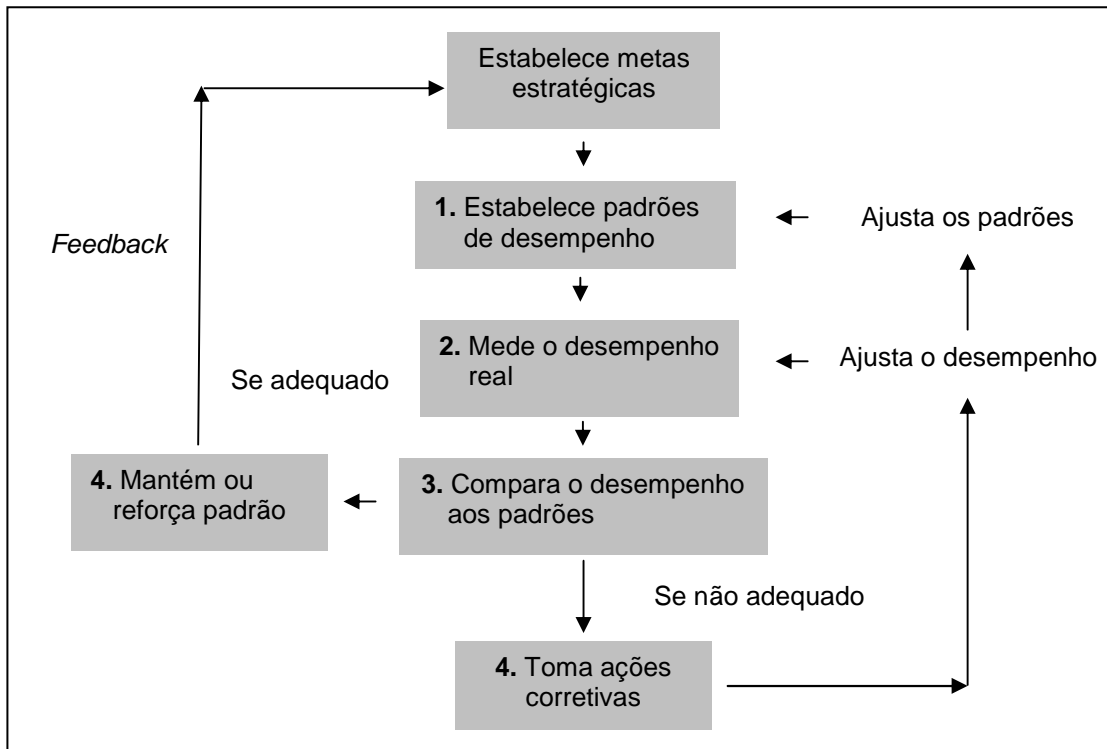 Estabelece metas
estratégicas
1. Estabelece padrões
de desempenho
Ajusta os padrões
Feedback
2. Mede o desempenho
real
Ajusta o desempenho
Se adequado
4. Mantém ou
reforça padrão
3. Compara o desempenho
aos padrões
Se não adequado
4. Toma ações
corretivas